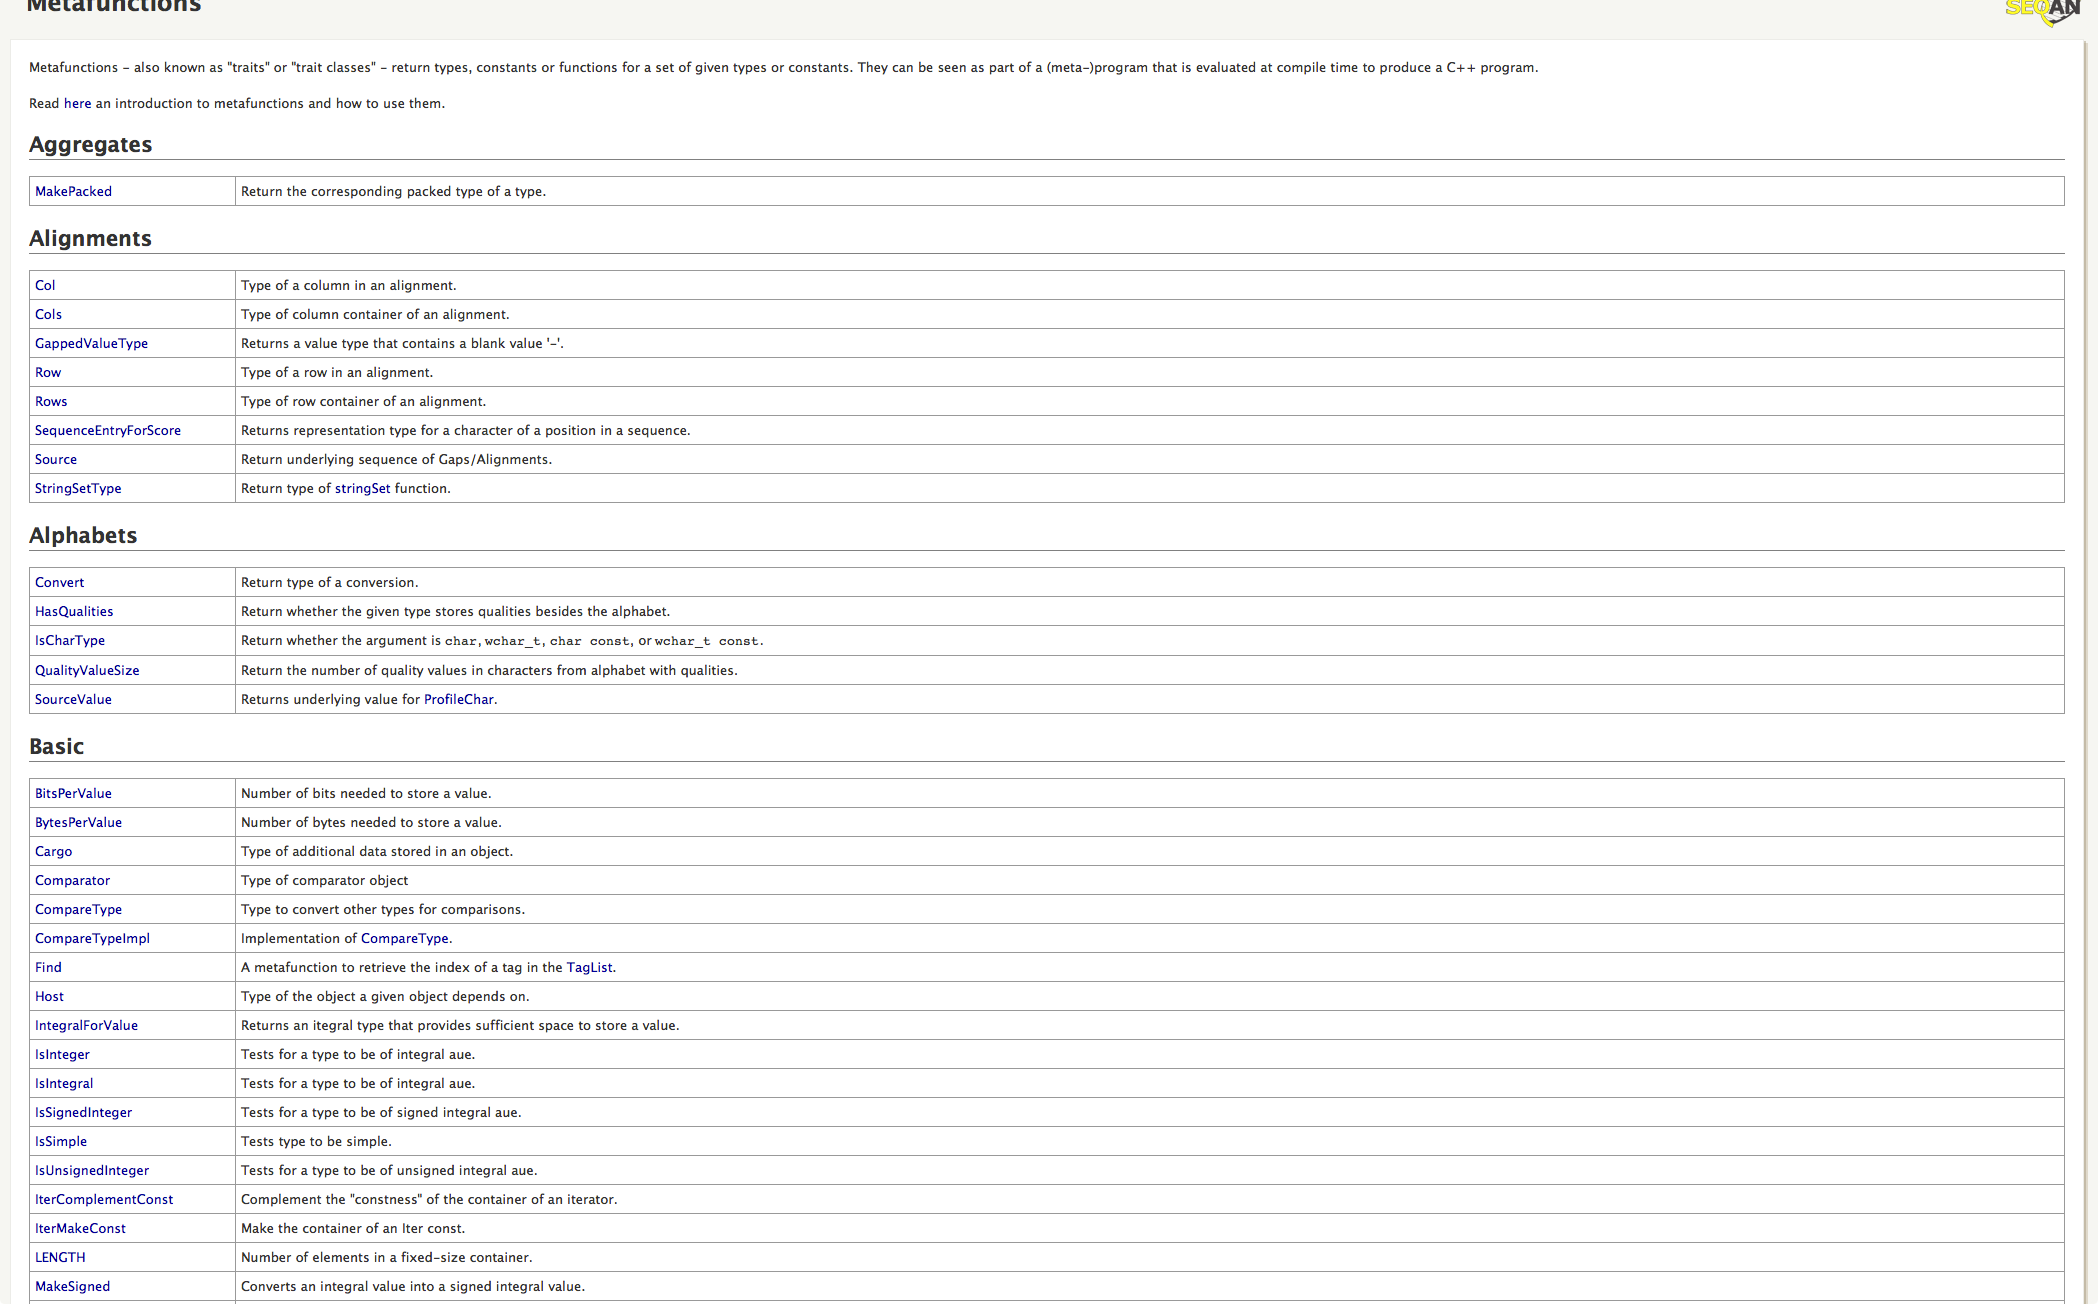 Metafunctions
SEQAN
Metafunctions – also known as "traits" or "trait classes" – return types, constants or functions for a set of given types or constants. They can be seen as part of a (meta-)program that is evaluated at compile time to produce a C++ program.
Read here an introduction to metafunctions and how to use them.
Aggregates
MakePacked Return the corresponding packed type of a type.
Alignments
Col Type of a column in an alignment.
Cols Type of column container of an alignment.
GappedValueType Returns a value type that contains a blank value '-'.
Row Type of a row in an alignment.
Rows Type of row container of an alignment.
SequenceEntryForScore Returns representation type for a character of a position in a sequence.
Source Return underlying sequence of Gaps/Alignments.
StringSetType Return type of stringSet function.
Alphabets
Convert Return type of a conversion.
HasQualities Return whether the given type stores qualities besides the alphabet.
IsCharType Return whether the argument is char, wchar_t, char const, or wchar_t const.
QualityValueSize Return the number of quality values in characters from alphabet with qualities.
SourceValue Returns underlying value for ProfileChar.
Basic
BitsPerValue Number of bits needed to store a value.
BytesPerValue Number of bytes needed to store a value.
Cargo Type of additional data stored in an object.
Comparator Type of comparator object
CompareType Type to convert other types for comparisons.
CompareTypeImpl Implementation of CompareType.
Find A metafunction to retrieve the index of a tag in the TagList.
Host Type of the object a given object depends on.
IntegralForValue Returns an itegral type that provides sufficient space to store a value.
IsInteger Tests for a type to be of integral aue.
IsIntegral Tests for a type to be of integral aue.
IsSignedInteger Tests for a type to be of signed integral aue.
IsSimple Tests type to be simple.
IsUnsignedInteger Tests for a type to be of unsigned integral aue.
IterComplementConst Complement the "constness" of the container of an iterator.
IterMakeConst Make the container of an Iter const.
LENGTH Number of elements in a fixed-size container.
MakeSigned Converts an integral value into a signed integral value.